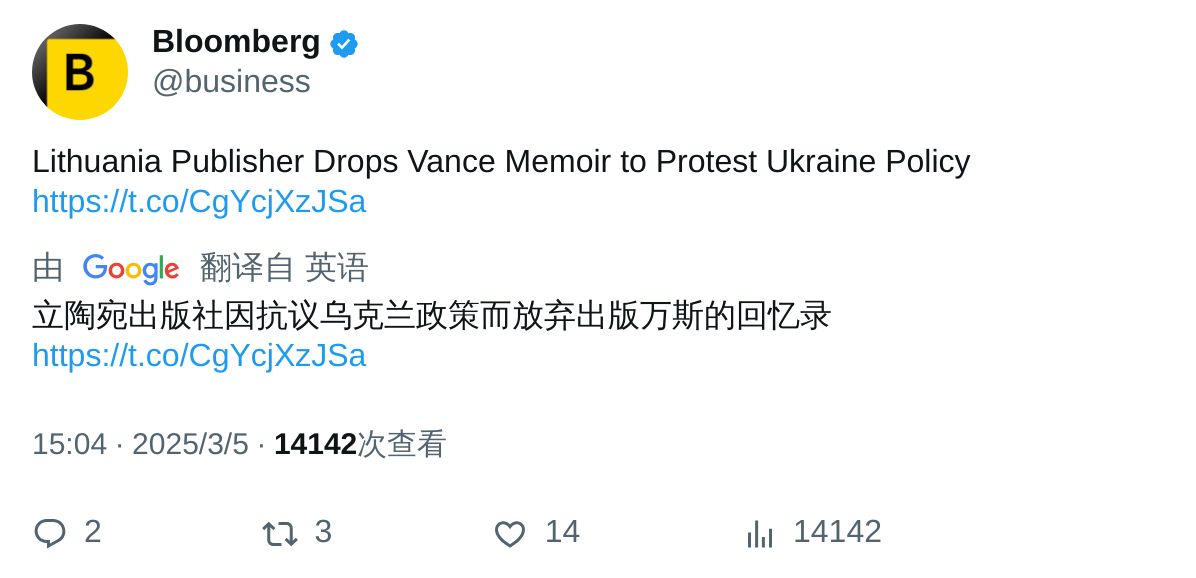 B
Bloomberg
@business
Lithuania Publisher Drops Vance Memoir to Protest Ukraine Policy
https://t.co/CgYcjXzJSa
由 Google 翻译自 英语
立陶宛出版社因抗议乌克兰政策而放弃出版万斯的回忆录
https://t.co/CgYcjXzJSa
15:04 · 2025/3/5 · 14142次查看
2 3 14 14142